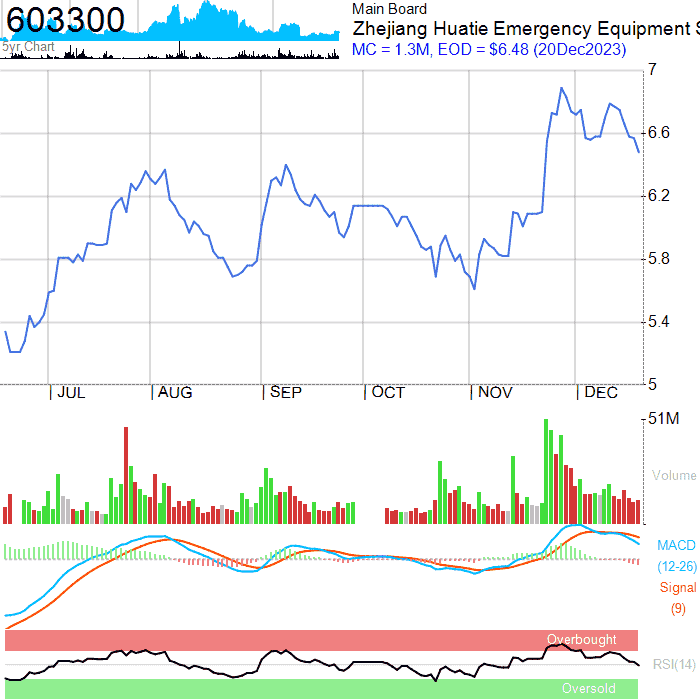 603300
5yr Chart
Main Board
Zhejiang Huatie Emergency Equipment S
MC = 1.3M, EOD = $6.48 (20Dec2023)
7
6.6
6.2
5.8
5.4
5
| JUL | AUG | SEP | OCT | NOV | DEC
51M
Volume
MACD
(12-26)
Signal
(9)
Overbought
RSI(14)
Oversold